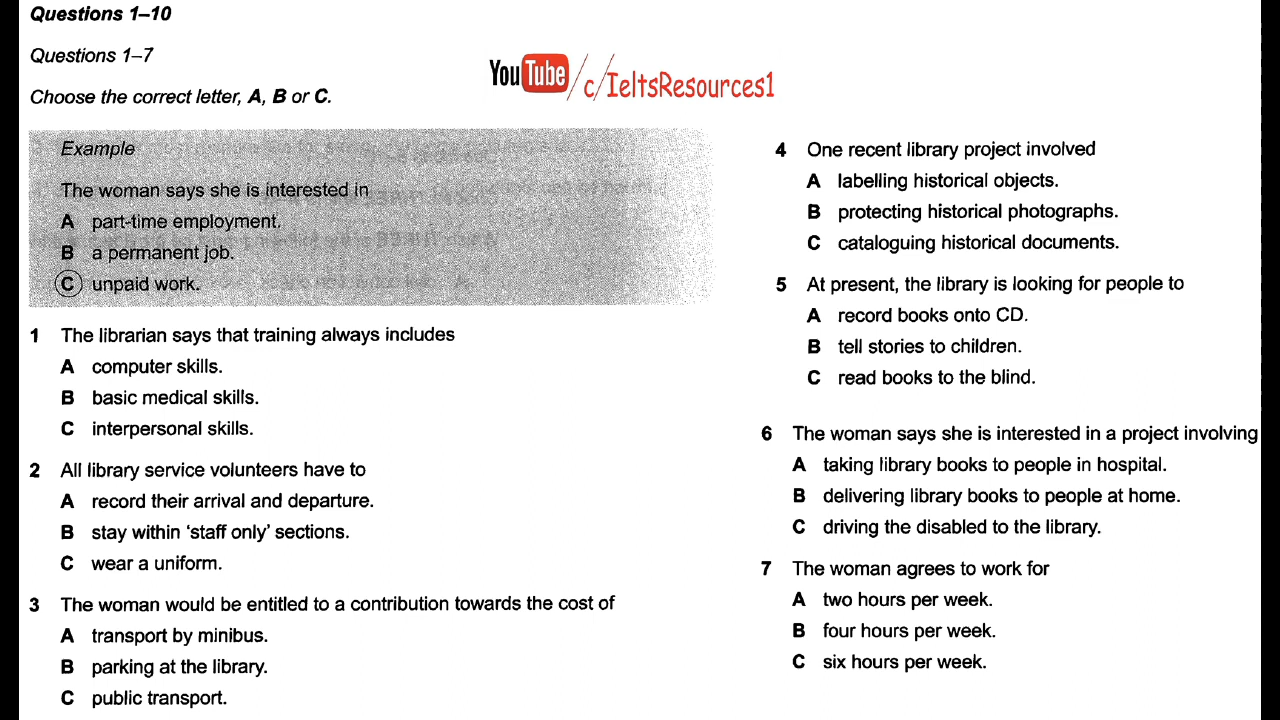 Questions 1–10
Questions 1–7
Choose the correct letter, A, B or C.
YouTube/c/IeltsResources1
Example
The woman says she is interested in
A part-time employment.
B a permanent job.
C unpaid work.
1 The librarian says that training always includes
A computer skills.
B basic medical skills.
C interpersonal skills.
2 All library service volunteers have to
A record their arrival and departure.
B stay within ‘staff only’ sections.
C wear a uniform.
3 The woman would be entitled to a contribution towards the cost of
A transport by minibus.
B parking at the library.
C public transport.
4 One recent library project involved
A labelling historical objects.
B protecting historical photographs.
C cataloguing historical documents.
5 At present, the library is looking for people to
A record books onto CD.
B tell stories to children.
C read books to the blind.
6 The woman says she is interested in a project involving
A taking library books to people in hospital.
B delivering library books to people at home.
C driving the disabled to the library.
7 The woman agrees to work for
A two hours per week.
B four hours per week.
C six hours per week.